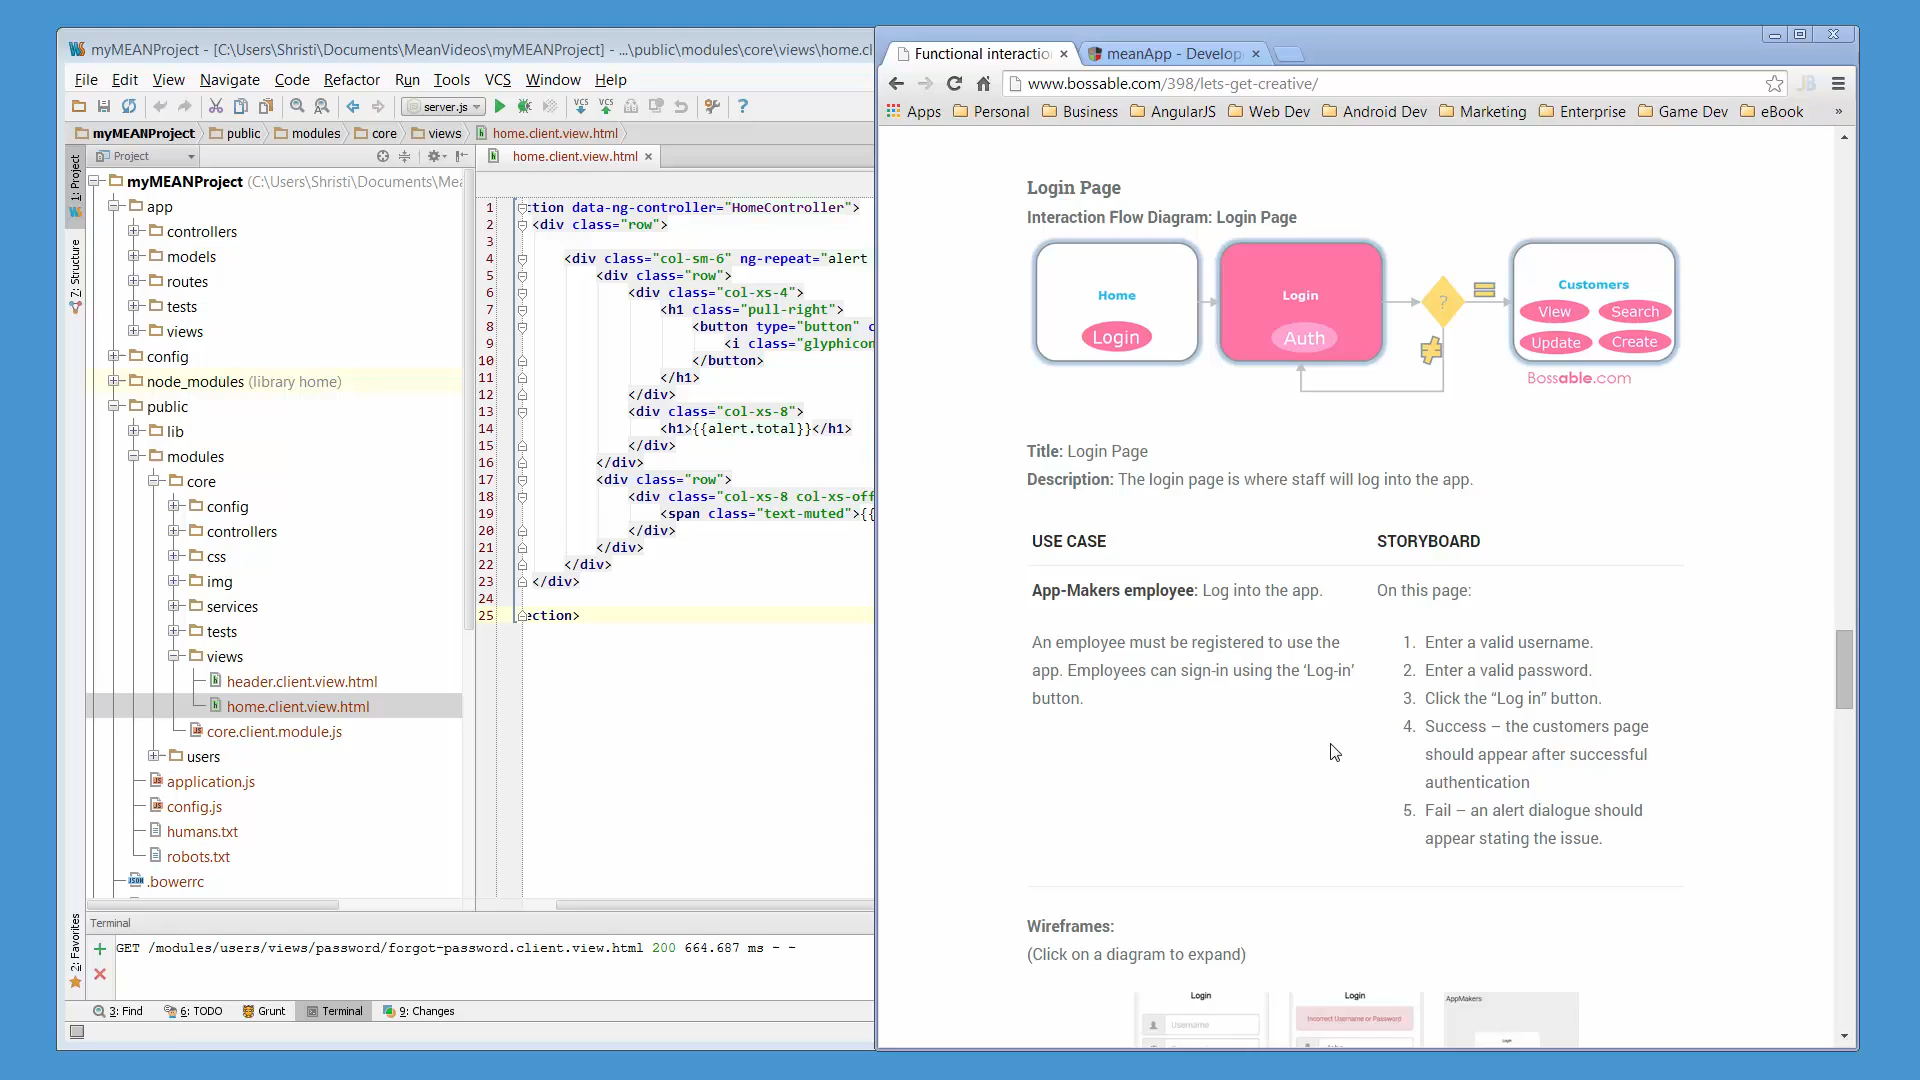 myMEANProject - [C:\Users\Shristi\Documents\MeanVideos\myMEANProject] - ...\public\modules\core\views\home.cl
File Edit View Navigate Code Refactor Run Tools VCS Window Help
server.js
myMEANProject public modules core views home.client.view.html
Project
home.client.view.html
1: Project
7: Structure
2: Favorites
myMEANProject (C:\Users\Shristi\Documents\Mea
app
controllers
models
routes
tests
views
config
node_modules (library home)
public
lib
modules
core
config
controllers
css
img
services
tests
views
header.client.view.html
home.client.view.html
core.client.module.js
users
application.js
config.js
humans.txt
robots.txt
.bowerrc
1 ction data-ng-controller="HomeController">
2 <div class="row">
3
4 <div class="col-sm-6" ng-repeat="alert
5 <div class="row">
6 <div class="col-xs-4">
7 <h1 class="pull-right">
8 <button type="button" c
9 <i class="glyphicon
10 </button>
11 </h1>
12 </div>
13 <div class="col-xs-8">
14 <h1>{{alert.total}}</h1>
15 </div>
16 </div>
17 <div class="row">
18 <div class="col-xs-8 col-xs-off
19 <span class="text-muted">{{
20 </div>
21 </div>
22 </div>
23 </div>
24
25 ection>
Terminal
GET /modules/users/views/password/forgot-password.client.view.html 200 664.687 ms - -
3: Find 6: TODO Grunt Terminal 9: Changes
Functional interactio meanApp - Develop
www.bossable.com/398/lets-get-creative/
Apps Personal Business AngularJS Web Dev Android Dev Marketing Enterprise Game Dev eBook »
Login Page
Interaction Flow Diagram: Login Page
Home
Login
Login
Auth
?
Customers
View Search
Update Create
Bossable.com
Title: Login Page
Description: The login page is where staff will log into the app.
USE CASE STORYBOARD
App-Makers employee: Log into the app.
An employee must be registered to use the
app. Employees can sign-in using the ‘Log-in’
button.
On this page:
1. Enter a valid username.
2. Enter a valid password.
3. Click the “Log in” button.
4. Success – the customers page
should appear after successful
authentication
5. Fail – an alert dialogue should
appear stating the issue.
Wireframes:
(Click on a diagram to expand)
Login
Username
Login
Incorrect Username or Password
AppMakers
Login